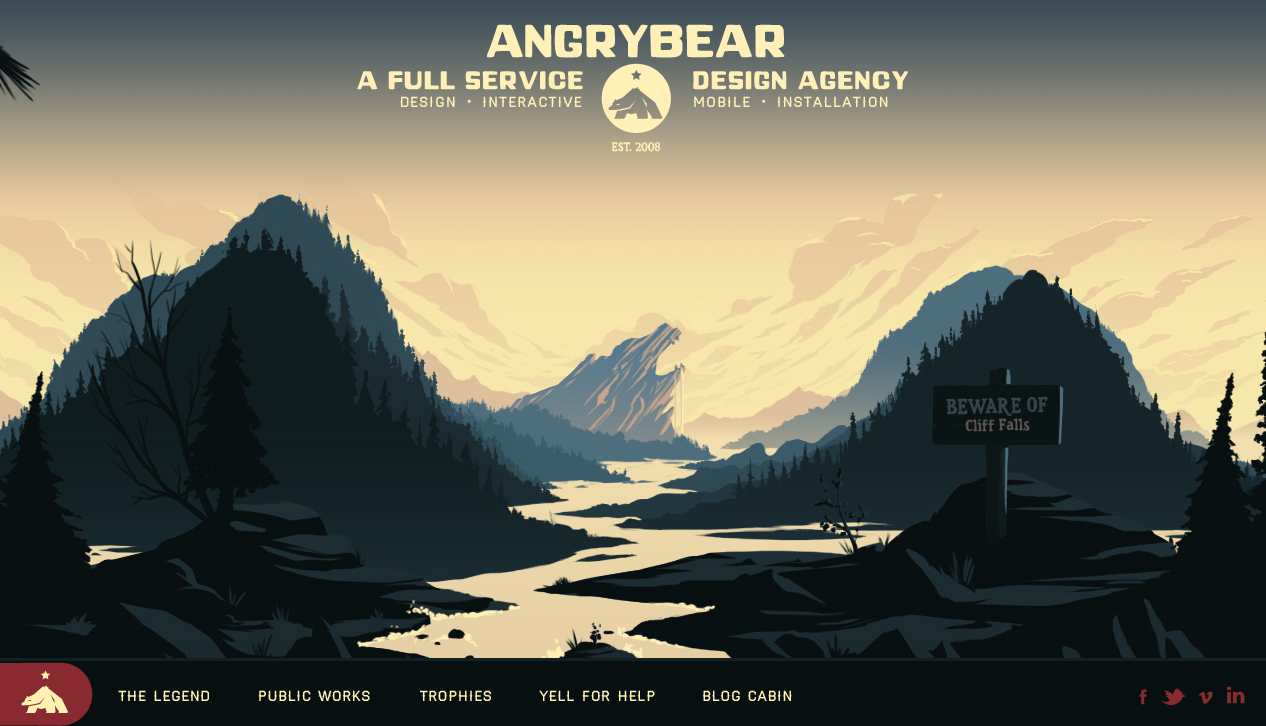 ANGRYBEAR
A FULL SERVICE DESIGN AGENCY
DESIGN • INTERACTIVE MOBILE • INSTALLATION
EST. 2008
BEWARE OF
Cliff Falls
THE LEGEND PUBLIC WORKS TROPHIES YELL FOR HELP BLOG CABIN